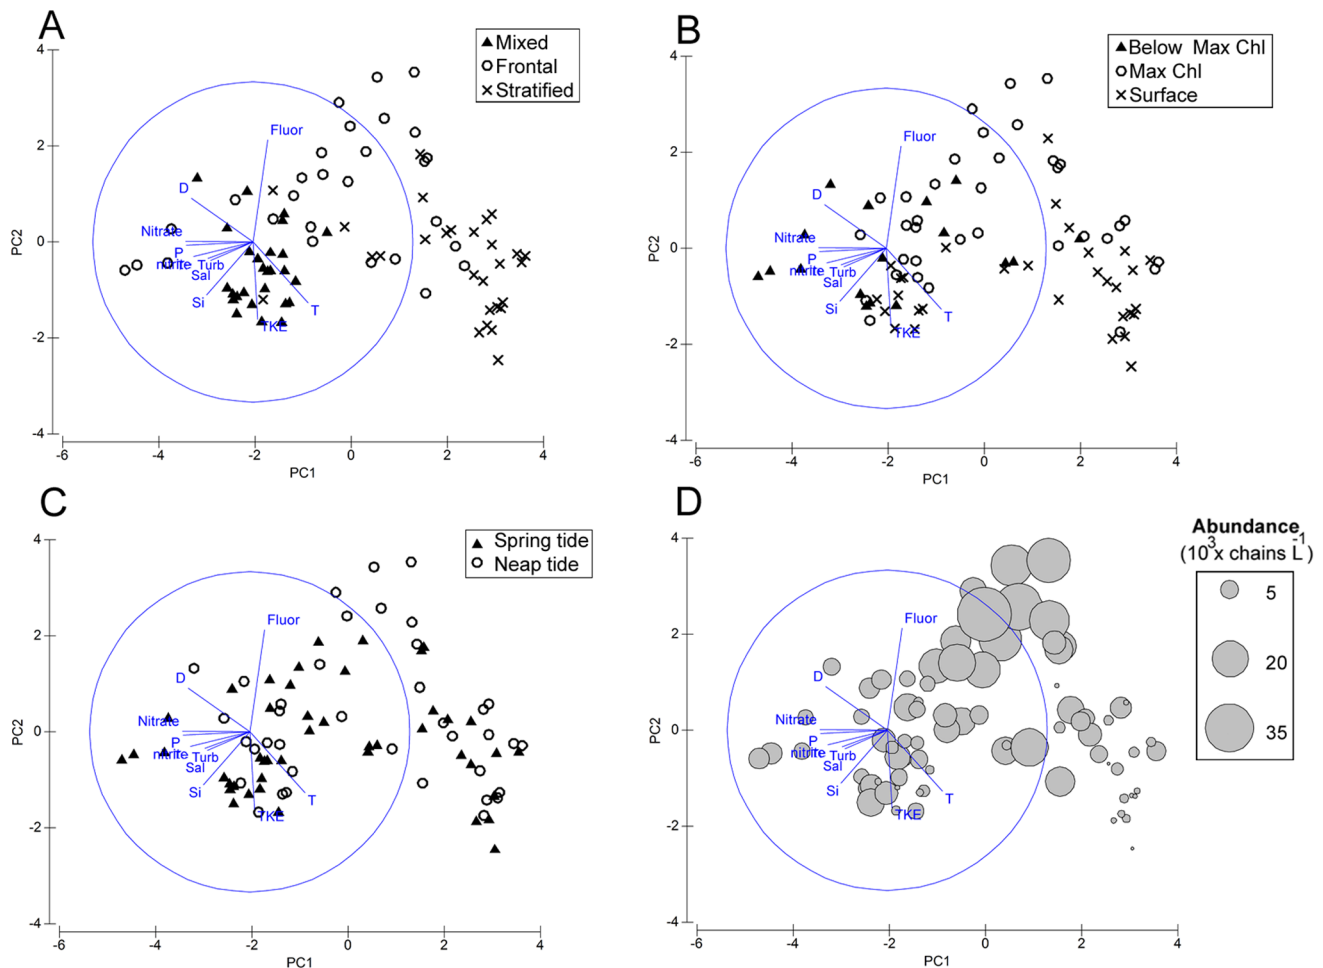 A
Mixed
Frontal
Stratified
4
2
0
-2
-4
PC2
Fluor
D
Nitrate
P
nitrite Turb
Sal
Si
T
TKE
-6 -4 -2 0 2 4
PC1
B
Below Max Chl
Max Chl
Surface
4
2
0
-2
-4
PC2
Fluor
D
Nitrate
P
nitrite Turb
Sal
Si
T
TKE
-6 -4 -2 0 2 4
PC1
C
Spring tide
Neap tide
4
2
0
-2
-4
PC2
Fluor
D
Nitrate
P
nitrite Turb
Sal
Si
T
TKE
-6 -4 -2 0 2 4
PC1
D
Abundance
(10³x chains L⁻¹)
5
20
35
4
2
0
-2
-4
PC2
Fluor
D
Nitrate
P
nitrite Turb
Sal
Si
T
TKE
-6 -4 -2 0 2 4
PC1